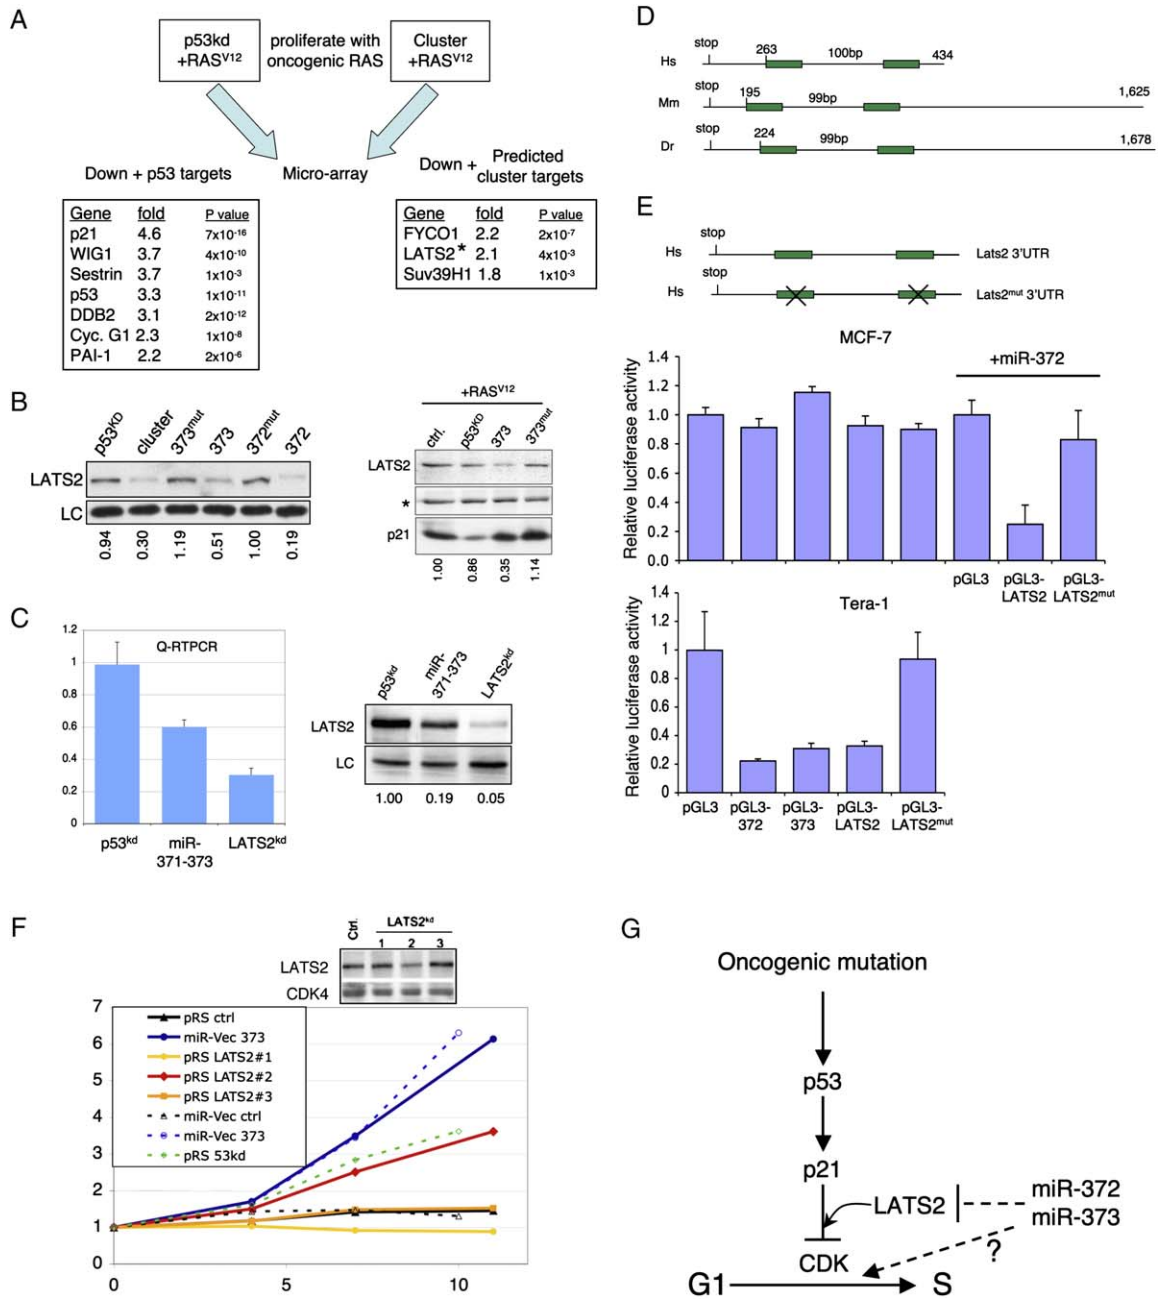 A
p53kd
+RASV12
proliferate with
oncogenic RAS
Cluster
+RASV12
Down + p53 targets
Micro-array
Down + Predicted
cluster targets
Gene fold P value
p21 4.6 7x10-16
WIG1 3.7 4x10-10
Sestrin 3.7 1x10-3
p53 3.3 1x10-11
DDB2 3.1 2x10-12
Cyc. G1 2.3 1x10-8
PAI-1 2.2 2x10-6
Gene fold P value
FYCO1 2.2 2x10-7
LATS2* 2.1 4x10-3
Suv39H1 1.8 1x10-3
B
p53KD cluster 373mut 373 372mut 372
LATS2
LC
0.94 0.30 1.19 0.51 1.00 0.19
+RASV12
ctrl. p53KD 373 373mut
LATS2
*
p21
1.00 0.86 0.35 1.14
C
Q-RTPCR
1.2
1
0.8
0.6
0.4
0.2
0
p53kd miR-371-373 LATS2kd
p53kd miR-371-373 LATS2kd
LATS2
LC
1.00 0.19 0.05
D
Hs stop 263 100bp 434
Mm stop 195 99bp 1,625
Dr stop 224 99bp 1,678
E
Hs stop Lats2 3'UTR
Hs stop Lats2mut 3'UTR
MCF-7
+miR-372
Relative luciferase activity
1.4
1.2
1.0
0.8
0.6
0.4
0.2
0.0
pGL3 pGL3-LATS2 pGL3-LATS2mut
Tera-1
Relative luciferase activity
1.4
1.2
1
0.8
0.6
0.4
0.2
0
pGL3 pGL3-372 pGL3-373 pGL3-LATS2 pGL3-LATS2mut
F
Ctrl. LATS2kd
1 2 3
LATS2
CDK4
7
6
5
4
3
2
1
0
0 5 10
pRS ctrl
miR-Vec 373
pRS LATS2#1
pRS LATS2#2
pRS LATS2#3
miR-Vec ctrl
miR-Vec 373
pRS 53kd
G
Oncogenic mutation
p53
p21
LATS2
miR-372
miR-373
?
CDK
G1 S